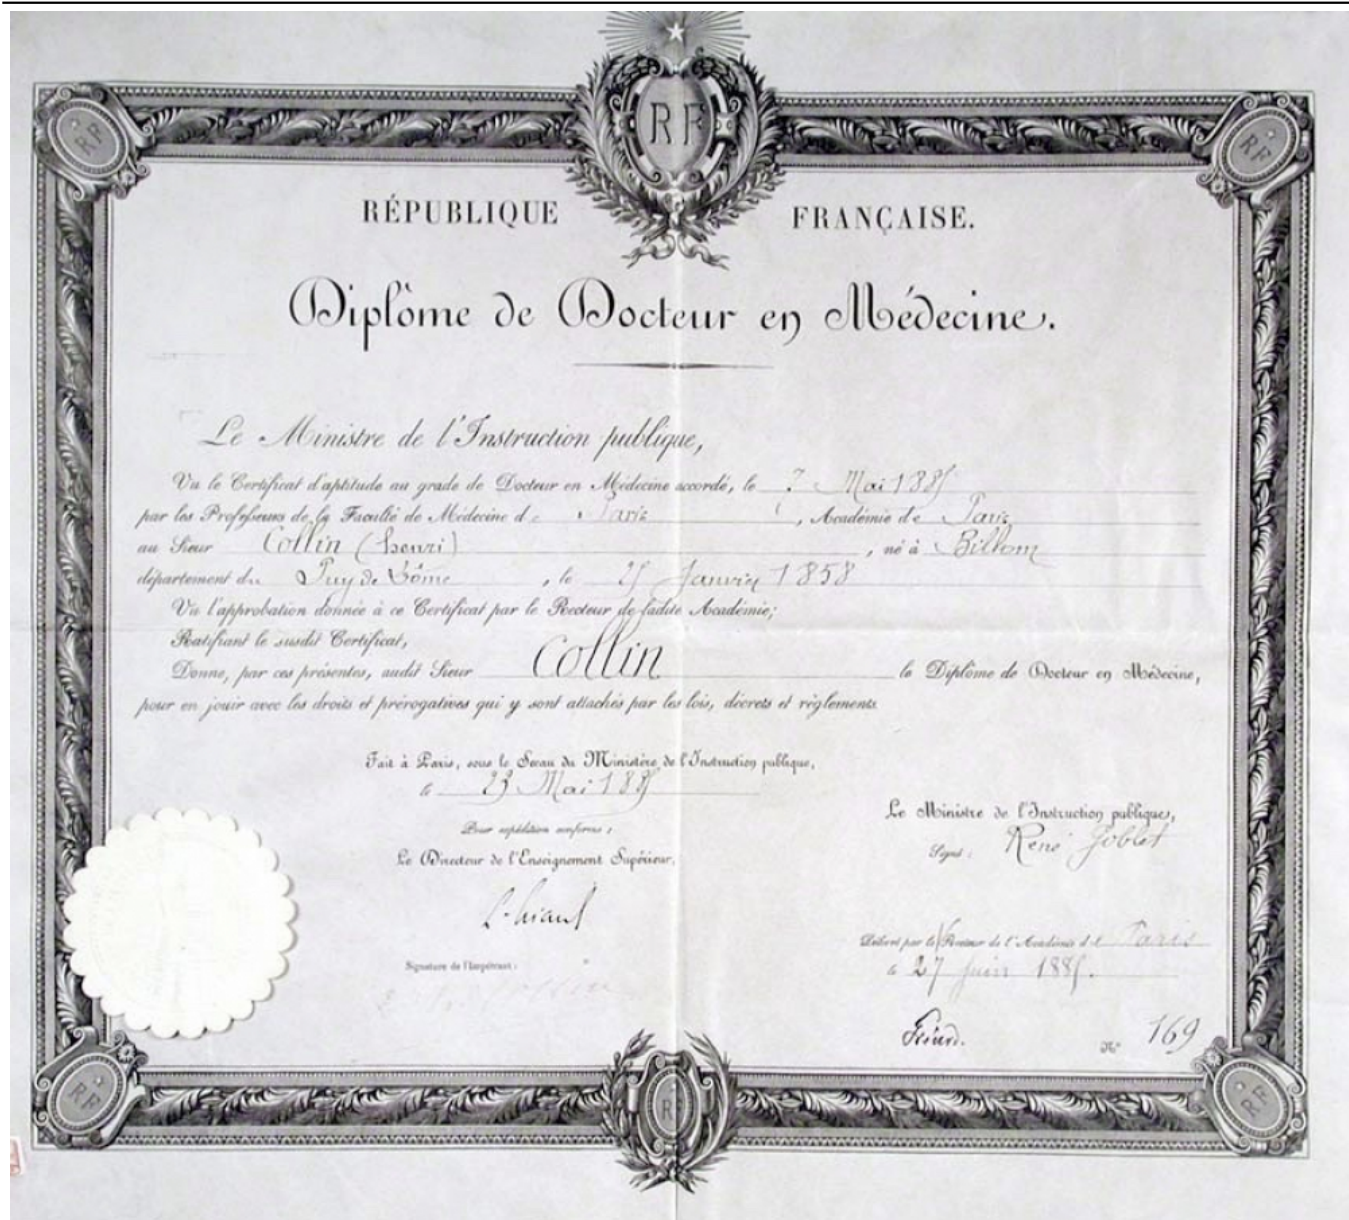 RF
RF
RF
RÉPUBLIQUE FRANÇAISE.
Diplôme de Docteur en Médecine.
Le Ministre de l'Instruction publique,
Vu le Certificat d'aptitude au grade de Docteur en Médecine accordé, le 7 Mai 1885
par les Professeurs de la Faculté de Médecine de Paris, Académie de Paris
au Sieur Collin (henri), né à Billom
département du Puy de Dôme, le 25 Janvier 1858
Vu l'approbation donnée à ce Certificat par le Recteur de ladite Académie;
Ratifiant le susdit Certificat,
Donne, par ces présentes, audit Sieur Collin le Diplôme de Docteur en Médecine,
pour en jouir avec les droits et prérogatives qui y sont attachés par les lois, décrets et règlements.
Fait à Paris, sous le Sceau du Ministère de l'Instruction publique,
le 23 Mai 1885
Pour expédition conforme:
Le Directeur de l'Enseignement Supérieur,
Le Ministre de l'Instruction publique,
Signé: René Goblet
Signature de l'Impétrant:
Collin
Délivré par le Recteur de l'Académie de Paris
le 27 Juin 1885.
No 169
RF
RF
RF